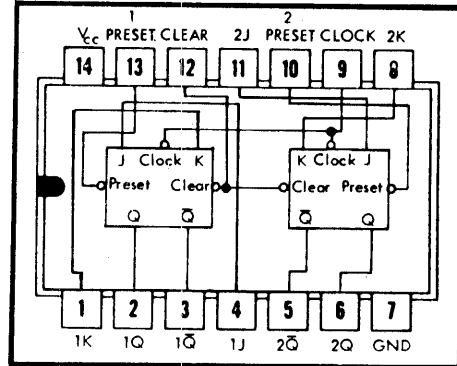 1 2
Vcc PRESET CLEAR 2J PRESET CLOCK 2K
14 13 12 11 10 9 8
J Clock K K Clock J
Preset Clear Clear Preset
Q Q̅ Q̅ Q
1 2 3 4 5 6 7
1K 1Q 1Q̅ 1J 2Q̅ 2Q GND